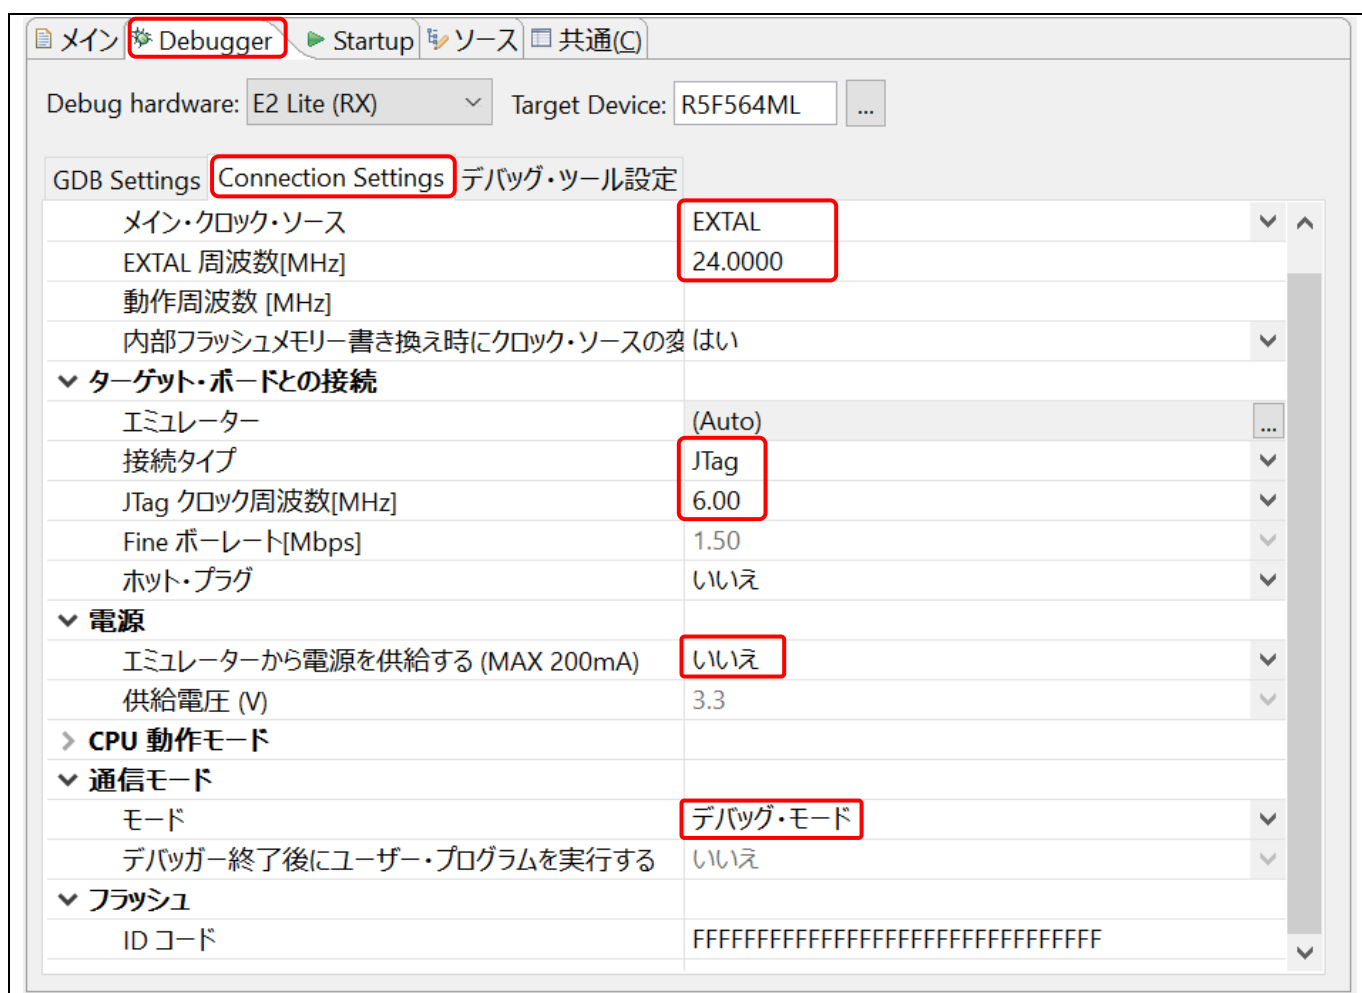 メイン Debugger Startup ソース 共通(C)
Debug hardware: E2 Lite (RX) Target Device: R5F564ML ...
GDB Settings Connection Settings デバッグ・ツール設定
メイン・クロック・ソース EXTAL
EXTAL 周波数[MHz] 24.0000
動作周波数 [MHz]
内部フラッシュメモリー書き換え時にクロック・ソースの変 はい
ターゲット・ボードとの接続
エミュレーター (Auto) ...
接続タイプ JTag
JTag クロック周波数[MHz] 6.00
Fine ボーレート[Mbps] 1.50
ホット・プラグ いいえ
電源
エミュレーターから電源を供給する (MAX 200mA) いいえ
供給電圧 (V) 3.3
CPU 動作モード
通信モード
モード デバッグ・モード
デバッガー終了後にユーザー・プログラムを実行する いいえ
フラッシュ
ID コード FFFFFFFFFFFFFFFFFFFFFFFFFFFFFFFF